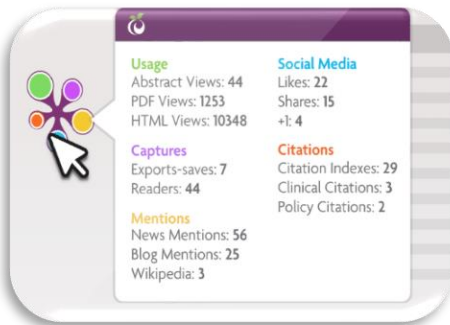 Usage
Abstract Views: 44
PDF Views: 1253
HTML Views: 10348
Captures
Exports-saves: 7
Readers: 44
Mentions
News Mentions: 56
Blog Mentions: 25
Wikipedia: 3
Social Media
Likes: 22
Shares: 15
+1: 4
Citations
Citation Indexes: 29
Clinical Citations: 3
Policy Citations: 2